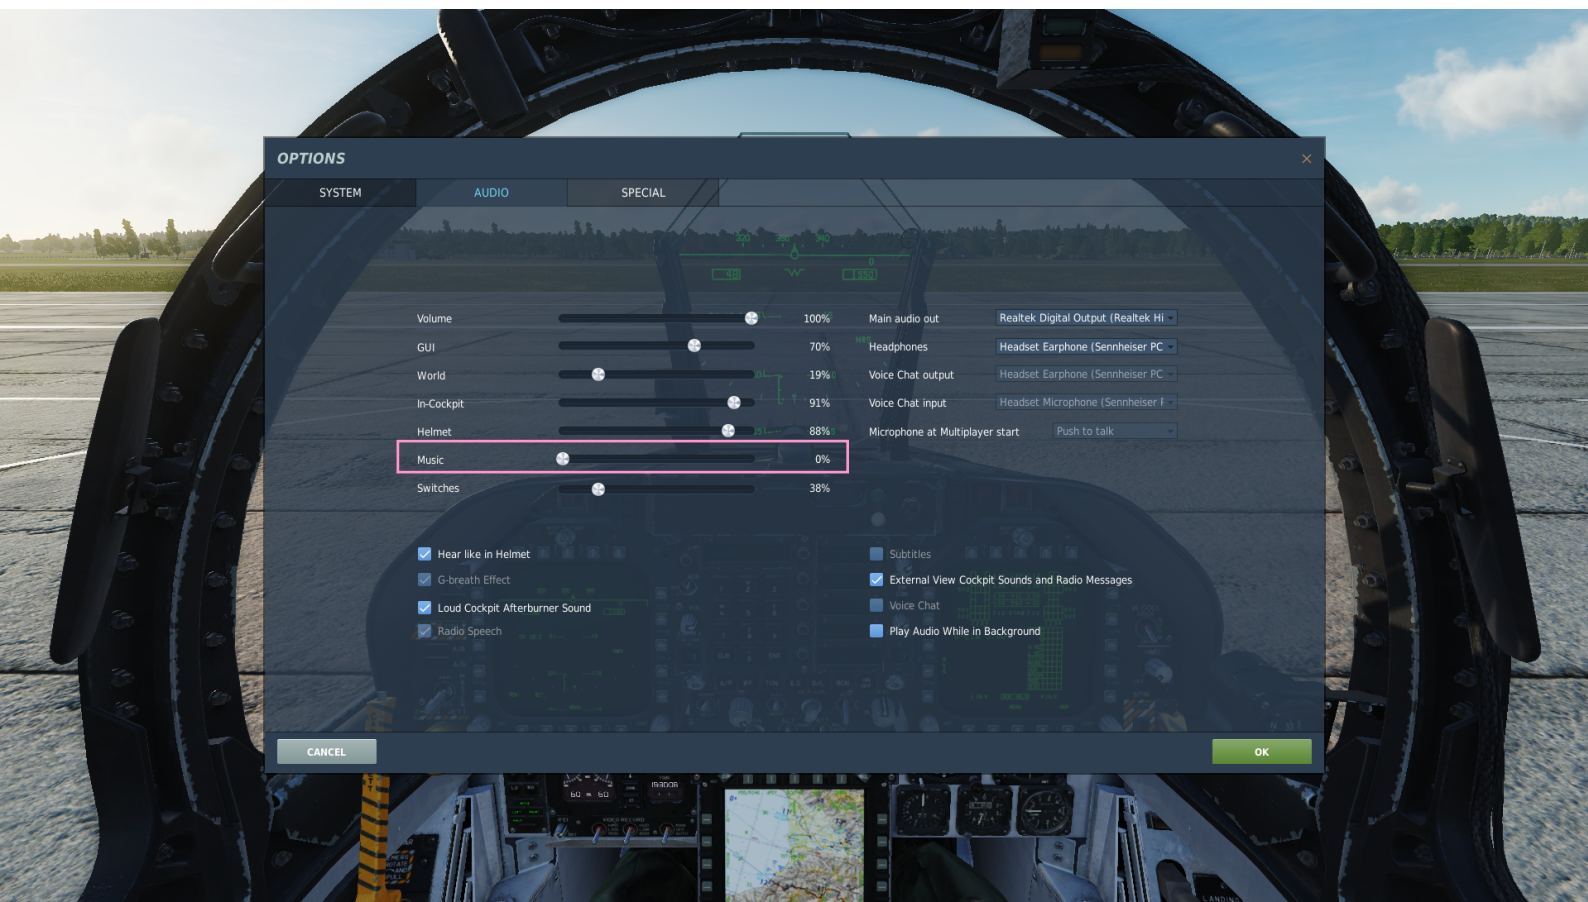 OPTIONS
×
SYSTEM
AUDIO
SPECIAL
Volume
100%
Main audio out
Realtek Digital Output (Realtek Hi
GUI
70%
Headphones
Headset Earphone (Sennheiser PC
World
19%
Voice Chat output
Headset Earphone (Sennheiser PC
In-Cockpit
91%
Voice Chat input
Headset Microphone (Sennheiser
Helmet
88%
Microphone at Multiplayer start
Push to talk
Music
0%
Switches
38%
Hear like in Helmet
Subtitles
G-breath Effect
External View Cockpit Sounds and Radio Messages
Loud Cockpit Afterburner Sound
Voice Chat
Radio Speech
Play Audio While in Background
CANCEL
OK